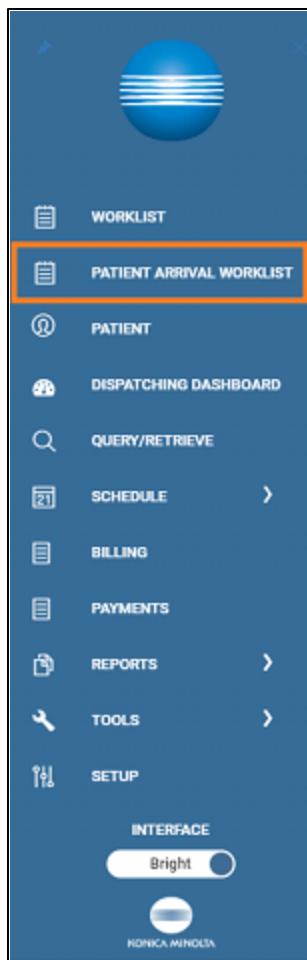 WORKLIST
PATIENT ARRIVAL WORKLIST
PATIENT
DISPATCHING DASHBOARD
QUERY/RETRIEVE
21 SCHEDULE
BILLING
PAYMENTS
REPORTS
TOOLS
SETUP
INTERFACE
Bright
KONICA MINOLTA